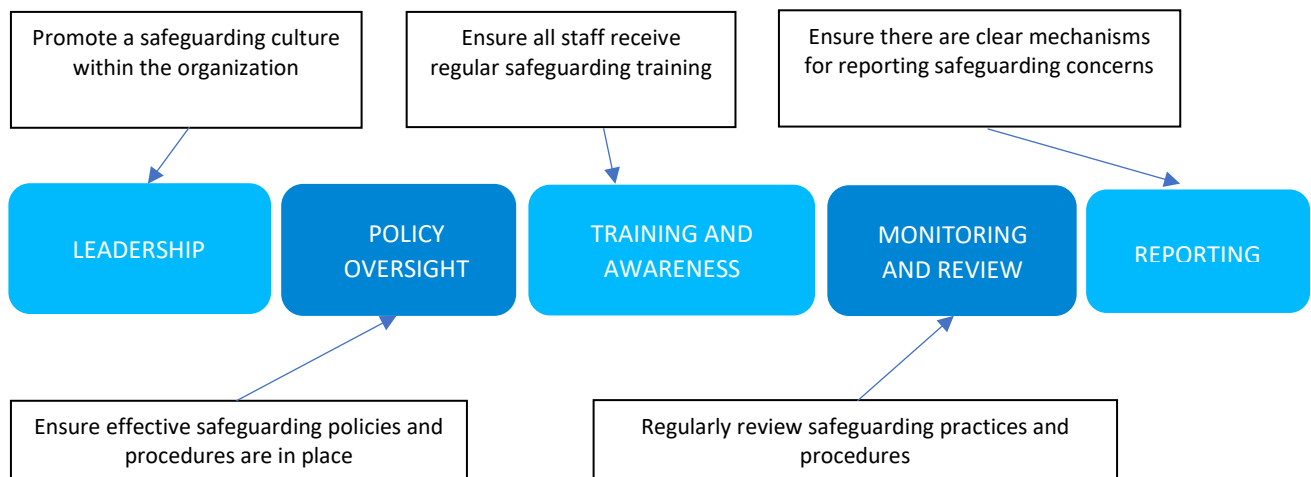 Promote a safeguarding culture
within the organization
Ensure all staff receive
regular safeguarding training
Ensure there are clear mechanisms
for reporting safeguarding concerns
LEADERSHIP
POLICY
OVERSIGHT
TRAINING AND
AWARENESS
MONITORING
AND REVIEW
REPORTING
Ensure effective safeguarding policies and
procedures are in place
Regularly review safeguarding practices and
procedures